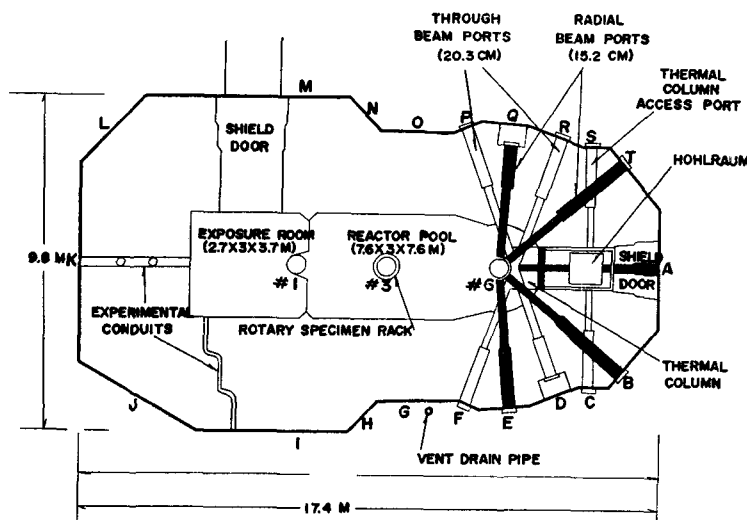 THROUGH
BEAM PORTS
(20.3 CM)
RADIAL
BEAM PORTS
(15.2 CM)
THERMAL
COLUMN
ACCESS PORT
HOHLRAUM
M
N
L
O
P
Q
R
S
T
SHIELD
DOOR
EXPOSURE ROOM
(2.7X3X3.7M)
REACTOR POOL
(7.6X3X7.6M)
9.8 M
K
#1
#3
#6
SHIELD
DOOR
A
EXPERIMENTAL
CONDUITS
ROTARY SPECIMEN RACK
THERMAL
COLUMN
J
I
H
G
F
E
D
C
B
VENT DRAIN PIPE
17.4 M